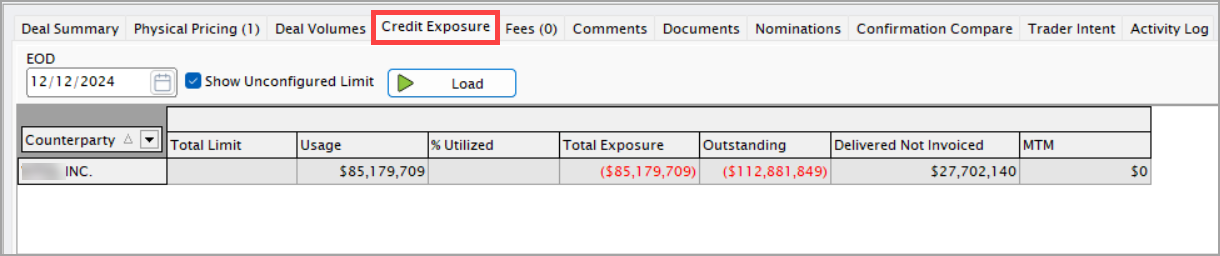 Deal Summary Physical Pricing (1) Deal Volumes Credit Exposure Fees (0) Comments Documents Nominations Confirmation Compare Trader Intent Activity Log
EOD
12/12/2024 Show Unconfigured Limit Load
Counterparty Total Limit Usage % Utilized Total Exposure Outstanding Delivered Not Invoiced MTM
INC. $85,179,709 ($85,179,709) ($112,881,849) $27,702,140 $0